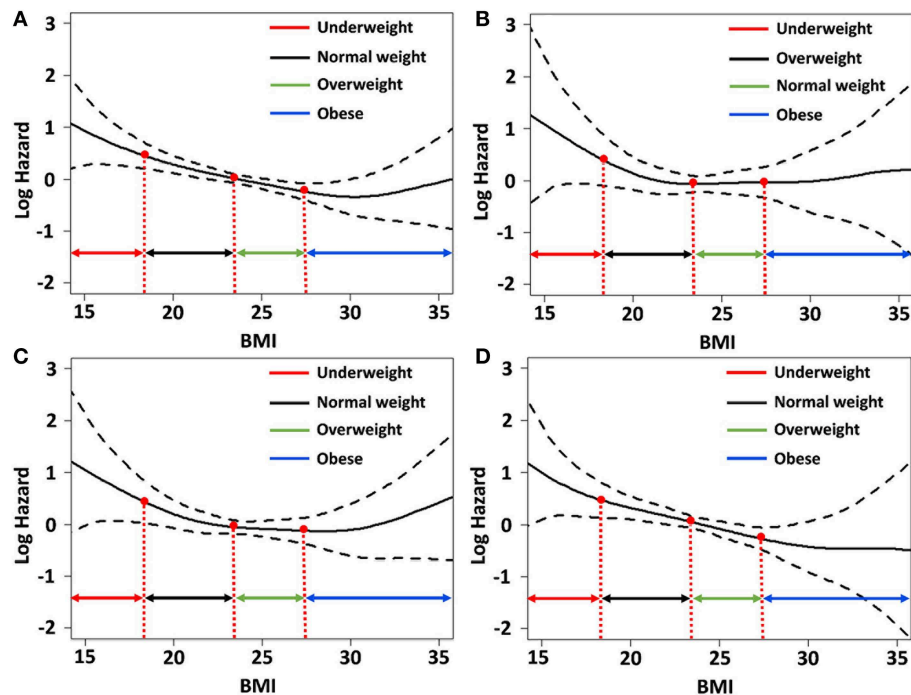 A
3
2
1
0
-1
-2
Log Hazard
Underweight
Normal weight
Overweight
Obese
15 20 25 30 35
BMI
B
3
2
1
0
-1
-2
Log Hazard
Underweight
Overweight
Normal weight
Obese
15 20 25 30 35
BMI
C
3
2
1
0
-1
-2
Log Hazard
Underweight
Normal weight
Overweight
Obese
15 20 25 30 35
BMI
D
3
2
1
0
-1
-2
Log Hazard
Underweight
Normal weight
Overweight
Obese
15 20 25 30 35
BMI